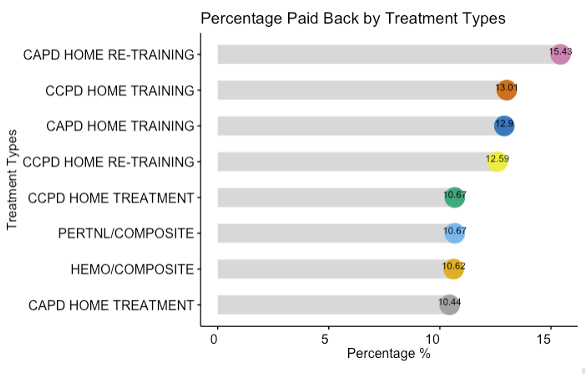 Percentage Paid Back by Treatment Types
Treatment Types
CAPD HOME RE-TRAINING 15.43
CCPD HOME TRAINING 13.01
CAPD HOME TRAINING 12.9
CCPD HOME RE-TRAINING 12.59
CCPD HOME TREATMENT 10.67
PERTNL/COMPOSITE 10.67
HEMO/COMPOSITE 10.62
CAPD HOME TREATMENT 10.44
0 5 10 15
Percentage %